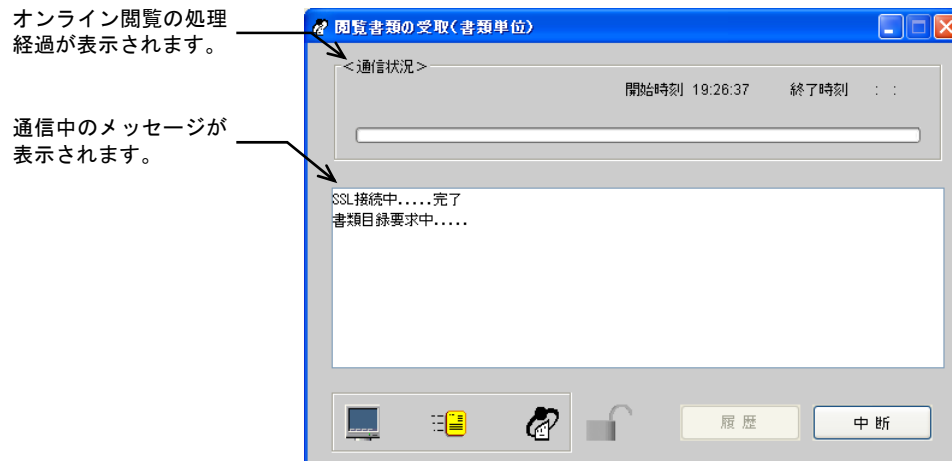 オンライン閲覧の処理
経過が表示されます。
通信中のメッセージが
表示されます。
閲覧書類の受取(書類単位)
＜通信状況＞
開始時刻 19:26:37 終了時刻 : :
SSL接続中.....完了
書類目録要求中.....
履歴
中断